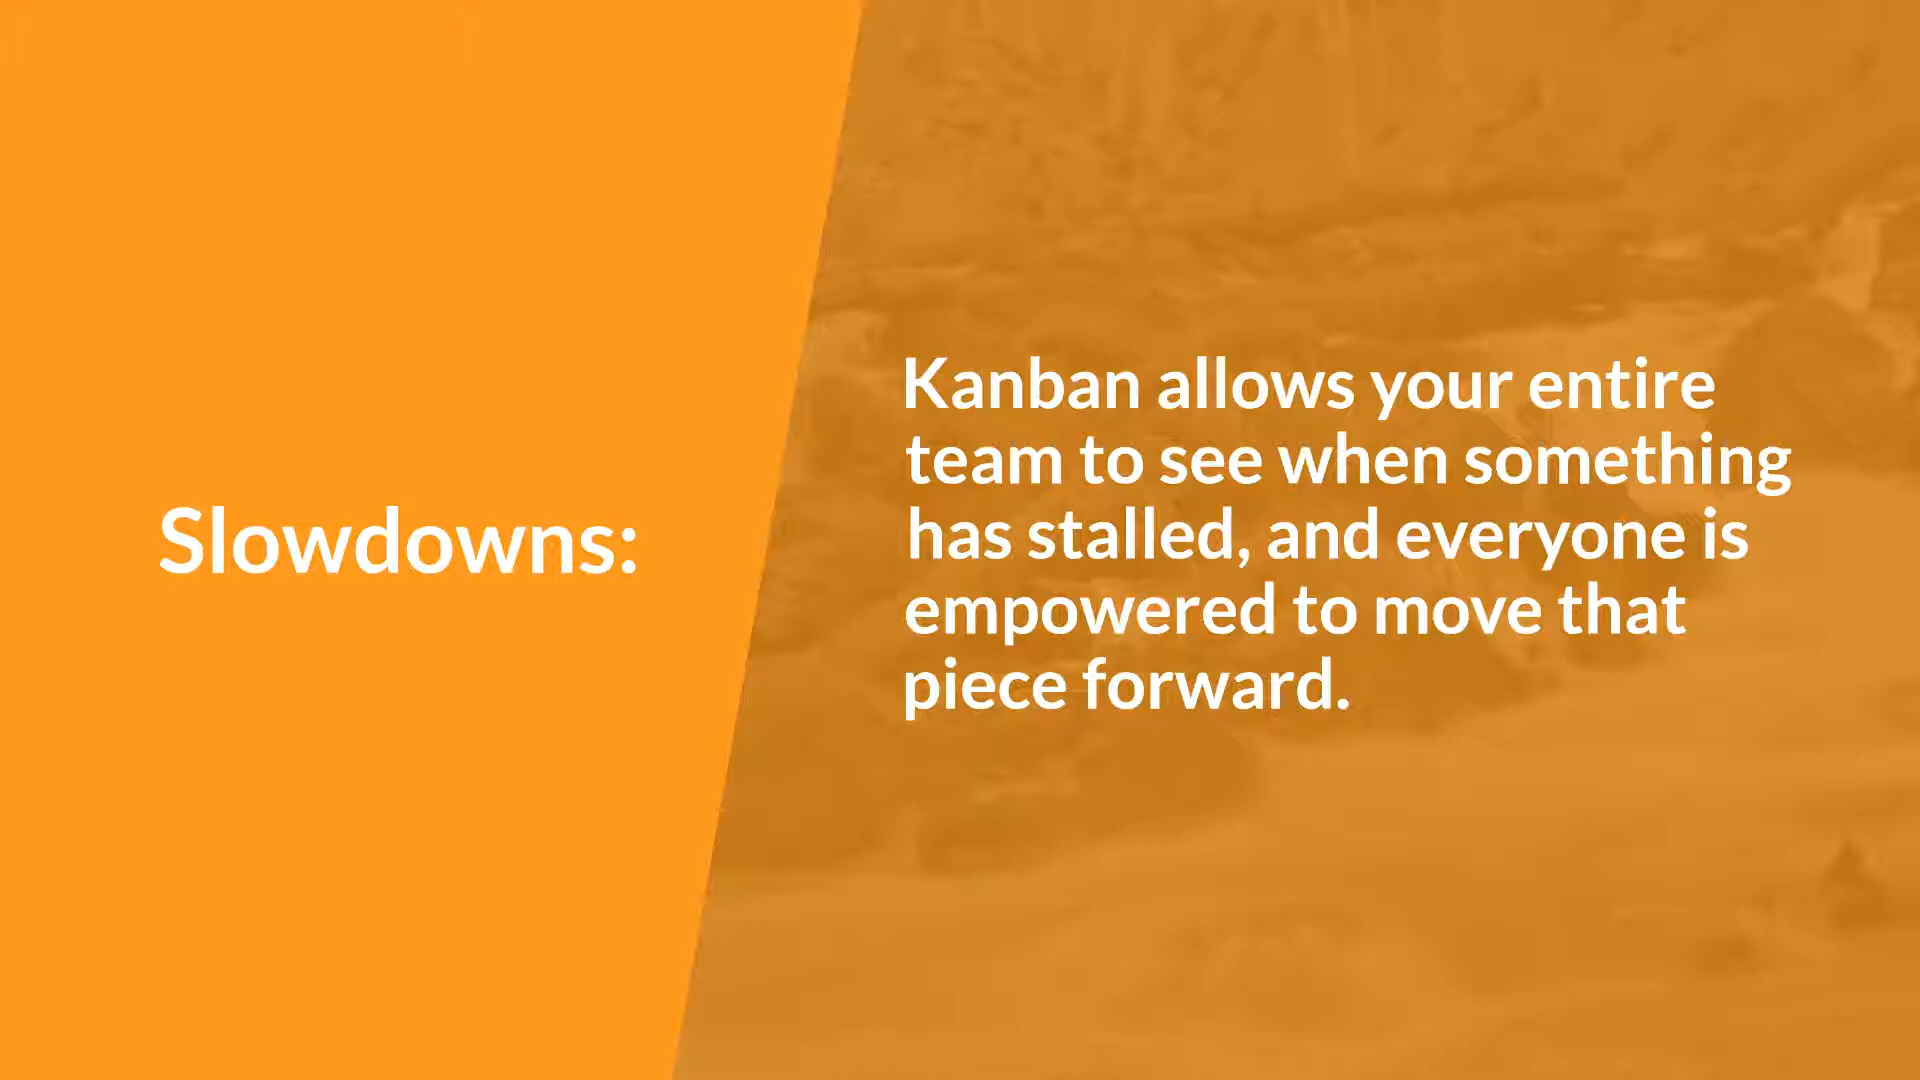 Slowdowns:
Kanban allows your entire
team to see when something
has stalled, and everyone is
empowered to move that
piece forward.